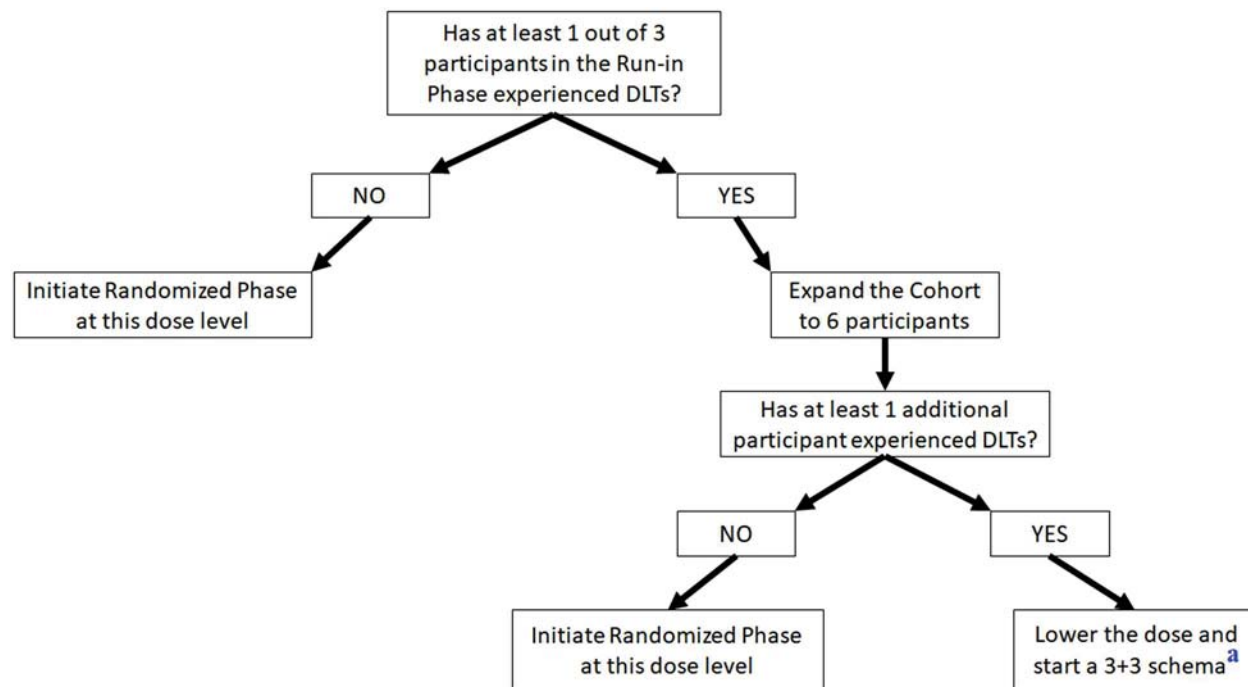 Has at least 1 out of 3
participants in the Run-in
Phase experienced DLTs?
NO
YES
Initiate Randomized Phase
at this dose level
Expand the Cohort
to 6 participants
Has at least 1 additional
participant experienced DLTs?
NO
YES
Initiate Randomized Phase
at this dose level
Lower the dose and
start a 3+3 schemaa